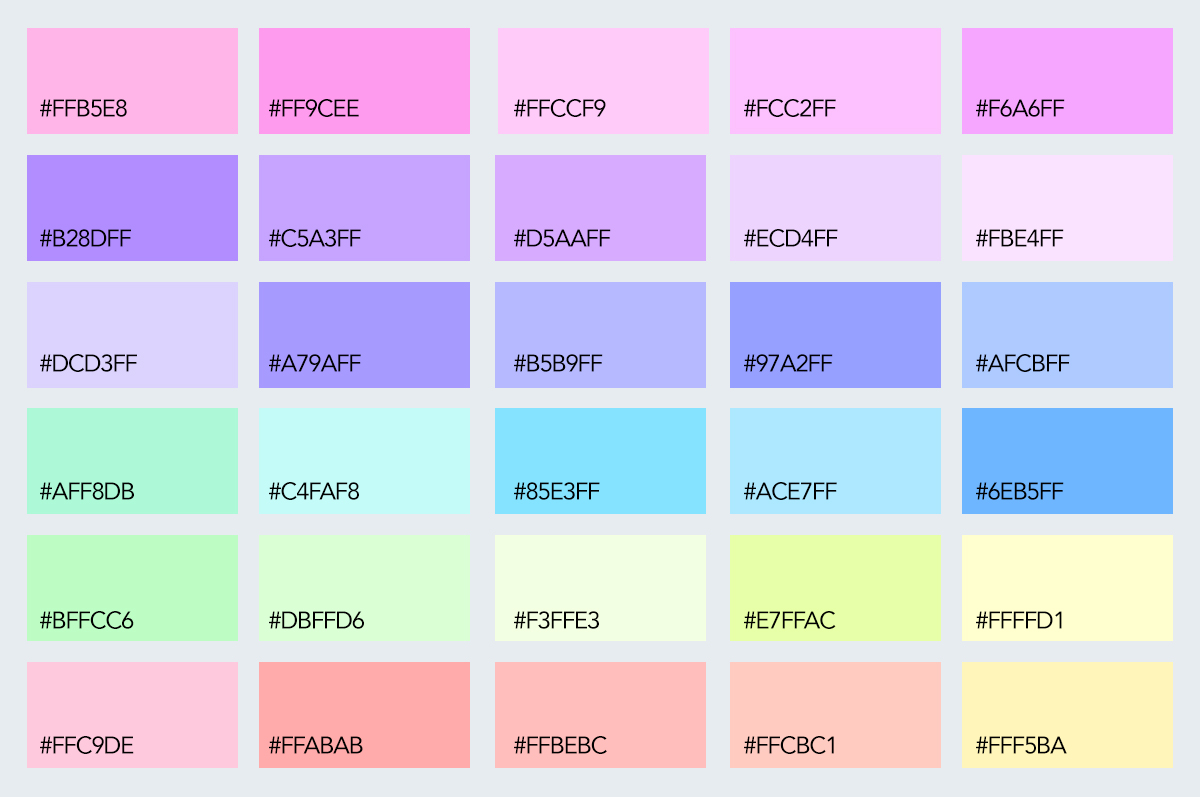 #FFB5E8 #FF9CEE #FFCCF9 #FCC2FF #F6A6FF
#B28DFF #C5A3FF #D5AAFF #ECD4FF #FBE4FF
#DCD3FF #A79AFF #B5B9FF #97A2FF #AFCBFF
#AFF8DB #C4FAF8 #85E3FF #ACE7FF #6EB5FF
#BFFCC6 #DBFFD6 #F3FFE3 #E7FFAC #FFFFD1
#FFC9DE #FFABAB #FFBEBC #FFCBC1 #FFF5BA